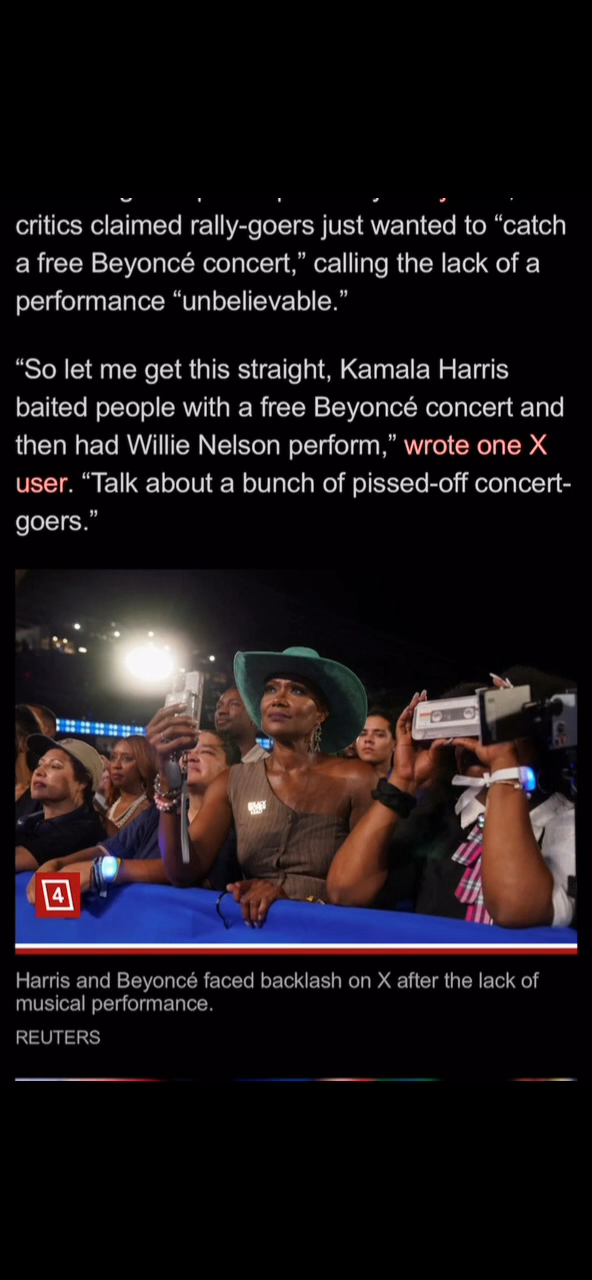 critics claimed rally-goers just wanted to “catch
a free Beyoncé concert,” calling the lack of a
performance “unbelievable.”
“So let me get this straight, Kamala Harris
baited people with a free Beyoncé concert and
then had Willie Nelson perform,” wrote one X
user. “Talk about a bunch of pissed-off concert-
goers.”
4
Harris and Beyoncé faced backlash on X after the lack of
musical performance.
REUTERS